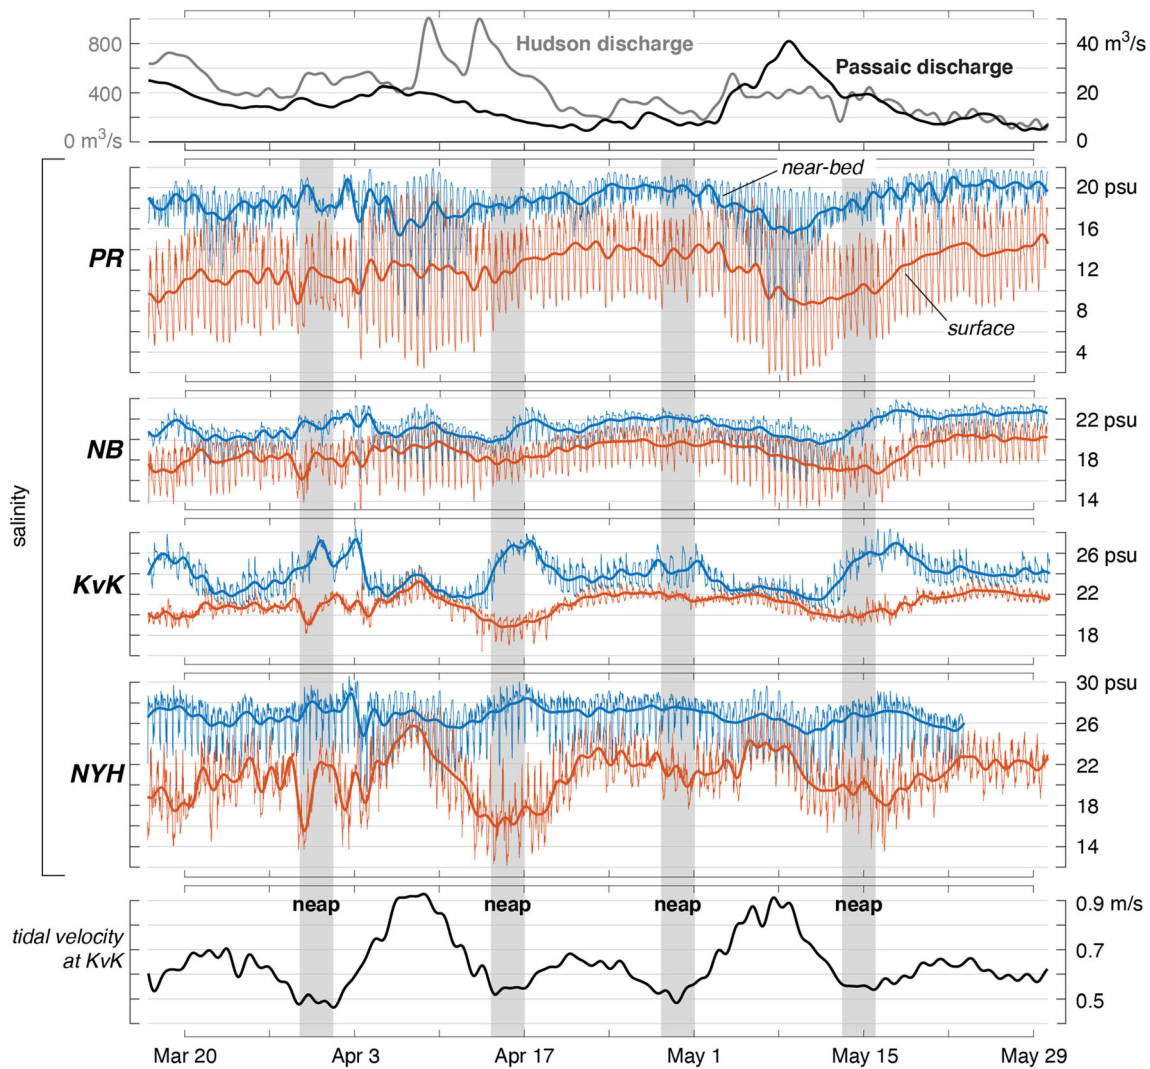 800
400
0 m³/s
Hudson discharge
Passaic discharge
40 m³/s
20
0
salinity
PR
near-bed
surface
20 psu
16
12
8
4
NB
22 psu
18
14
KvK
26 psu
22
18
NYH
30 psu
26
22
18
14
tidal velocity
at KvK
neap
neap
neap
neap
0.9 m/s
0.7
0.5
Mar 20
Apr 3
Apr 17
May 1
May 15
May 29